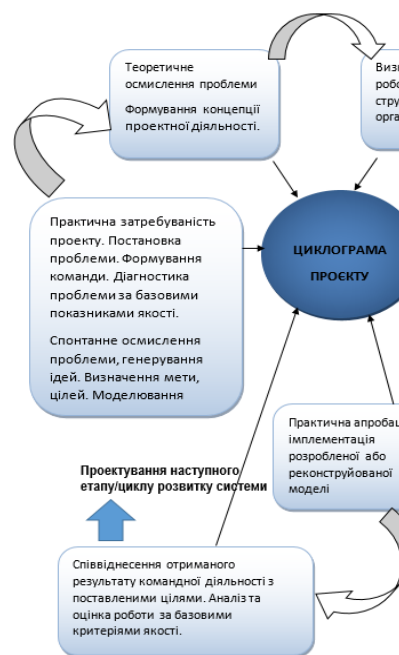 Теоретичне
осмислення проблеми
Формування концепції
проектної діяльності.
Практична затребуваність
проекту. Постановка
проблеми. Формування
команди. Діагностика
проблеми за базовими
показниками якості.
Спонтанне осмислення
проблеми, генерування
ідей. Визначення мети,
цілей. Моделювання
ЦИКЛОГРАМА
ПРОЄКТУ
Практична
імплементація
розробленої або
реконструйованої
моделі
Проектування наступного
етапу/циклу розвитку системи
Співвіднесення отриманого
результату командної діяльності з
поставленими цілями. Аналіз та
оцінка роботи за базовими
критеріями якості.